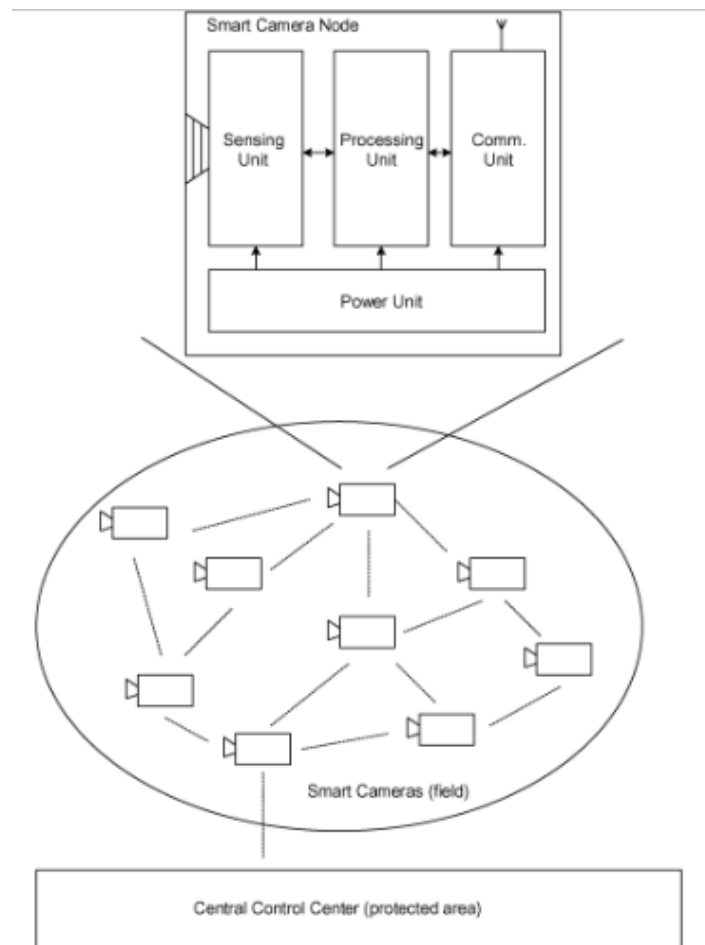 Smart Camera Node
Sensing
Unit
Processing
Unit
Comm.
Unit
Power Unit
Smart Cameras (field)
Central Control Center (protected area)